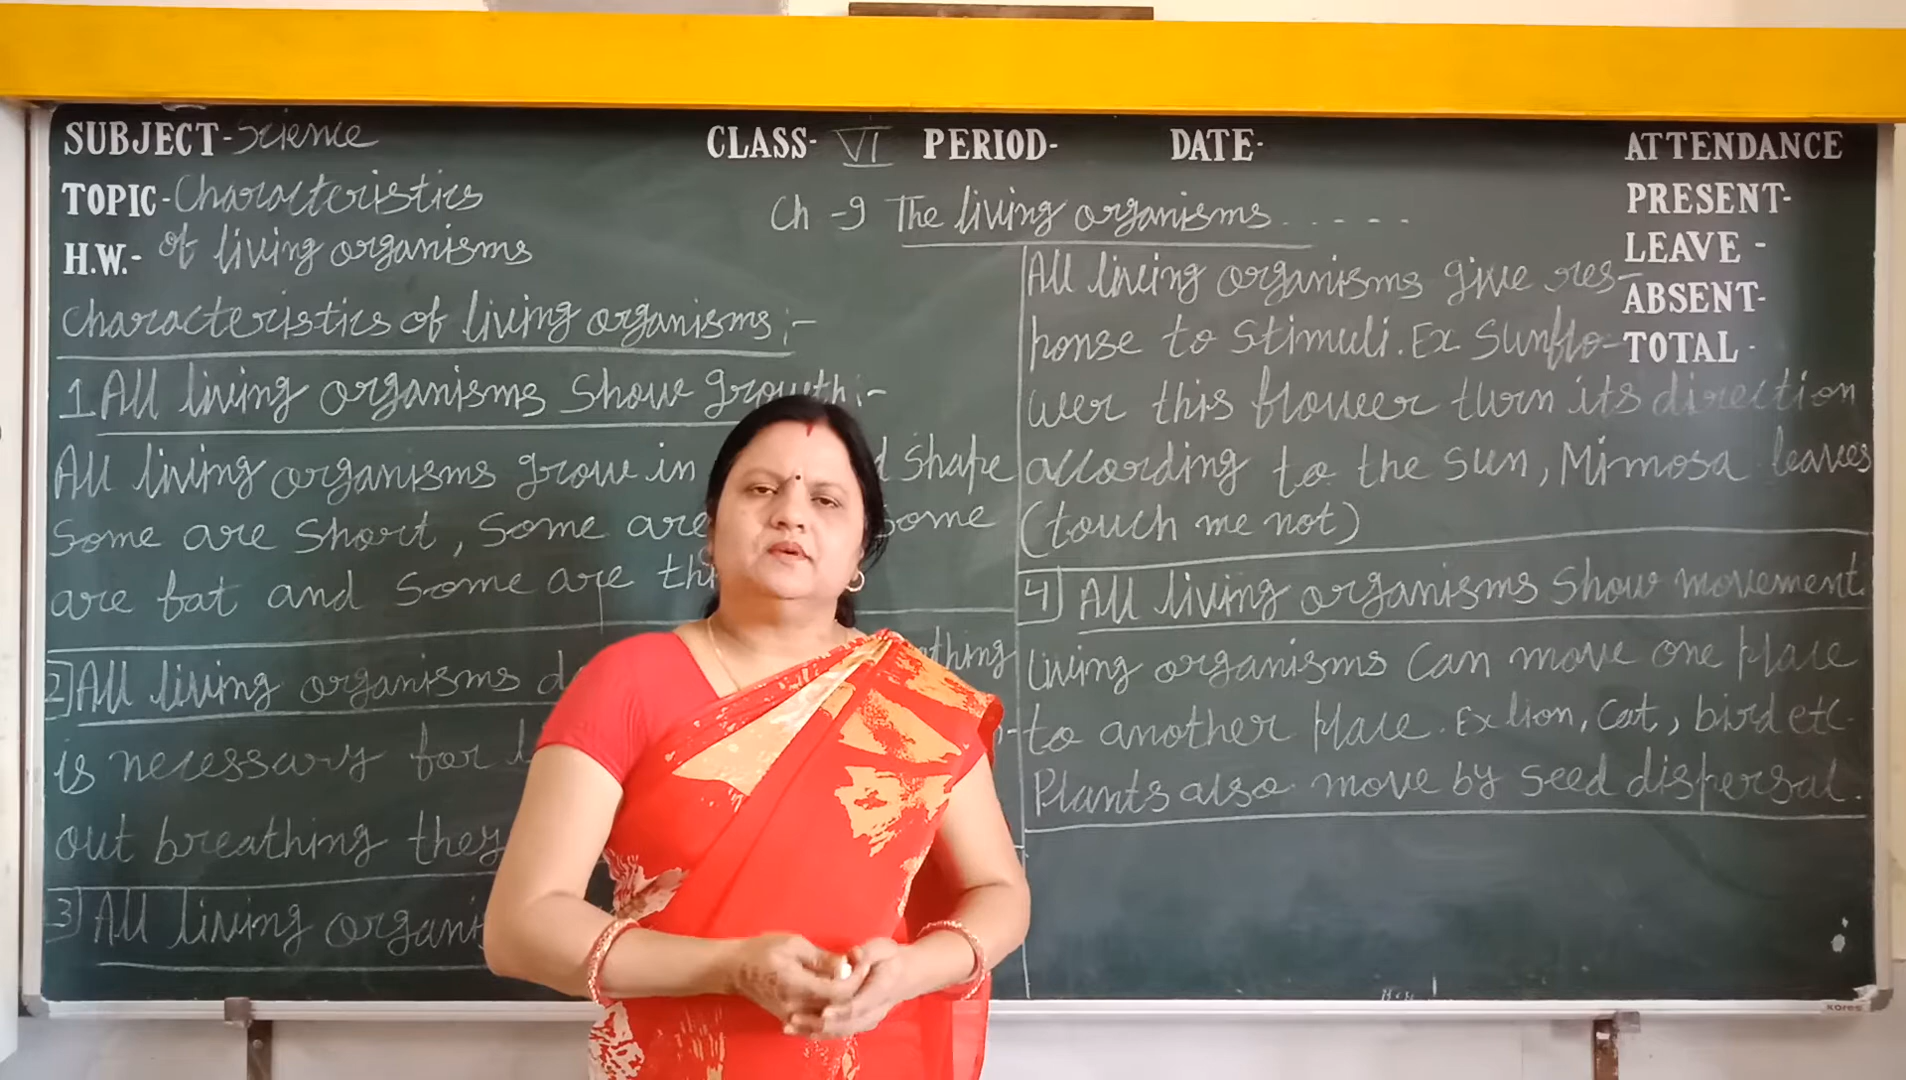 SUBJECT- Science
CLASS- VI PERIOD- DATE-
ATTENDANCE
TOPIC- Characteristics
H.W.- of living organisms
Ch - 9 The living organisms . . - - -
PRESENT-
LEAVE -
ABSENT-
TOTAL -
Characteristics of living organisms :-
1 All living organisms Show growth :-
All living organisms grow in shape
Some are short, Some are some
are fat and some are
2) All living organisms
is necessary for
out breathing they
3) All living
All living organisms give res-
ponse to Stimuli. Ex Sunflo-
wer this flower turn its direction
according to the sun, Mimosa leaves
(touch me not)
4) All living organisms Show movement.
Living organisms can move one place
to another place. Ex lion, Cat, bird etc.
Plants also move by seed dispersal.
kores